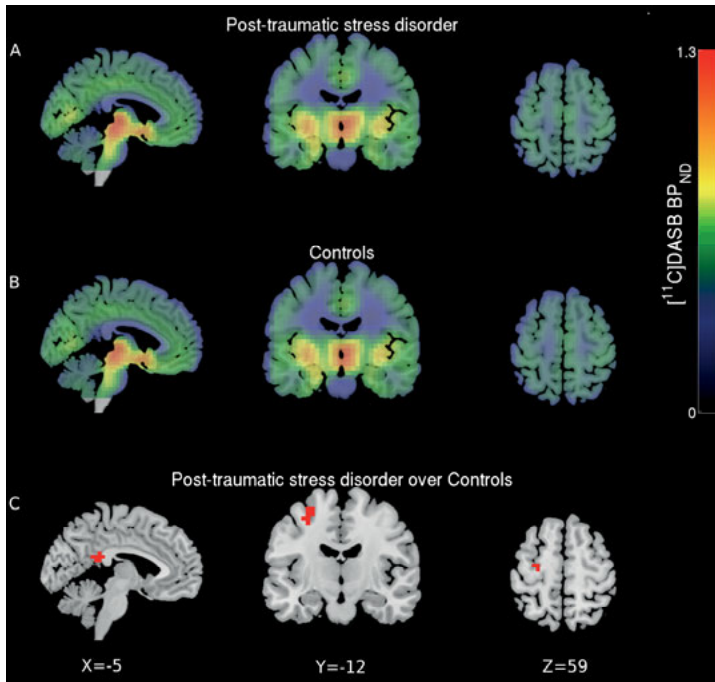 Post-traumatic stress disorder
A
1.3
[¹¹C]DASB BP_ND
0
Controls
B
Post-traumatic stress disorder over Controls
C
X=-5 Y=-12 Z=59